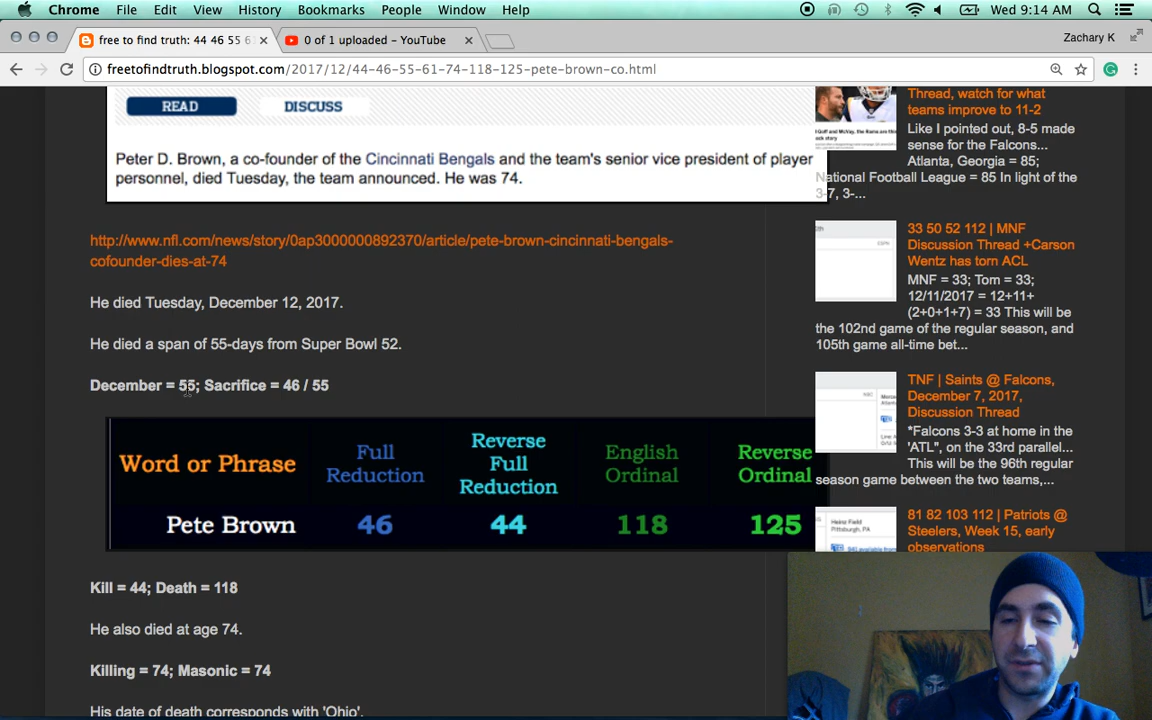 Chrome File Edit View History Bookmarks People Window Help Wed 9:14 AM
free to find truth: 44 46 55 6 0 of 1 uploaded - YouTube Zachary K
freetofindtruth.blogspot.com/2017/12/44-46-55-61-74-118-125-pete-brown-co.html
READ DISCUSS
Peter D. Brown, a co-founder of the Cincinnati Bengals and the team's senior vice president of player
personnel, died Tuesday, the team announced. He was 74.
http://www.nfl.com/news/story/0ap3000000892370/article/pete-brown-cincinnati-bengals-
cofounder-dies-at-74
He died Tuesday, December 12, 2017.
He died a span of 55-days from Super Bowl 52.
December = 55; Sacrifice = 46 / 55
Word or Phrase
Full
Reduction
Reverse
Full
Reduction
English
Ordinal
Reverse
Ordinal
Pete Brown 46 44 118 125
Kill = 44; Death = 118
He also died at age 74.
Killing = 74; Masonic = 74
His date of death corresponds with 'Ohio'.
Thread, watch for what
teams improve to 11-2
Like I pointed out, 8-5 made
sense for the Falcons...
Atlanta, Georgia = 85;
National Football League = 85 In light of the
3-7, 3-...
33 50 52 112 | MNF
Discussion Thread +Carson
Wentz has torn ACL
MNF = 33; Tom = 33;
12/11/2017 = 12+11+
(2+0+1+7) = 33 This will be
the 102nd game of the regular season, and
105th game all-time bet...
TNF | Saints @ Falcons,
December 7, 2017,
Discussion Thread
*Falcons 3-3 at home in the
'ATL", on the 33rd parallel...
This will be the 96th regular
season game between the two teams,...
81 82 103 112 | Patriots @
Steelers, Week 15, early
observations
Heinz Field
Pittsburgh, PA